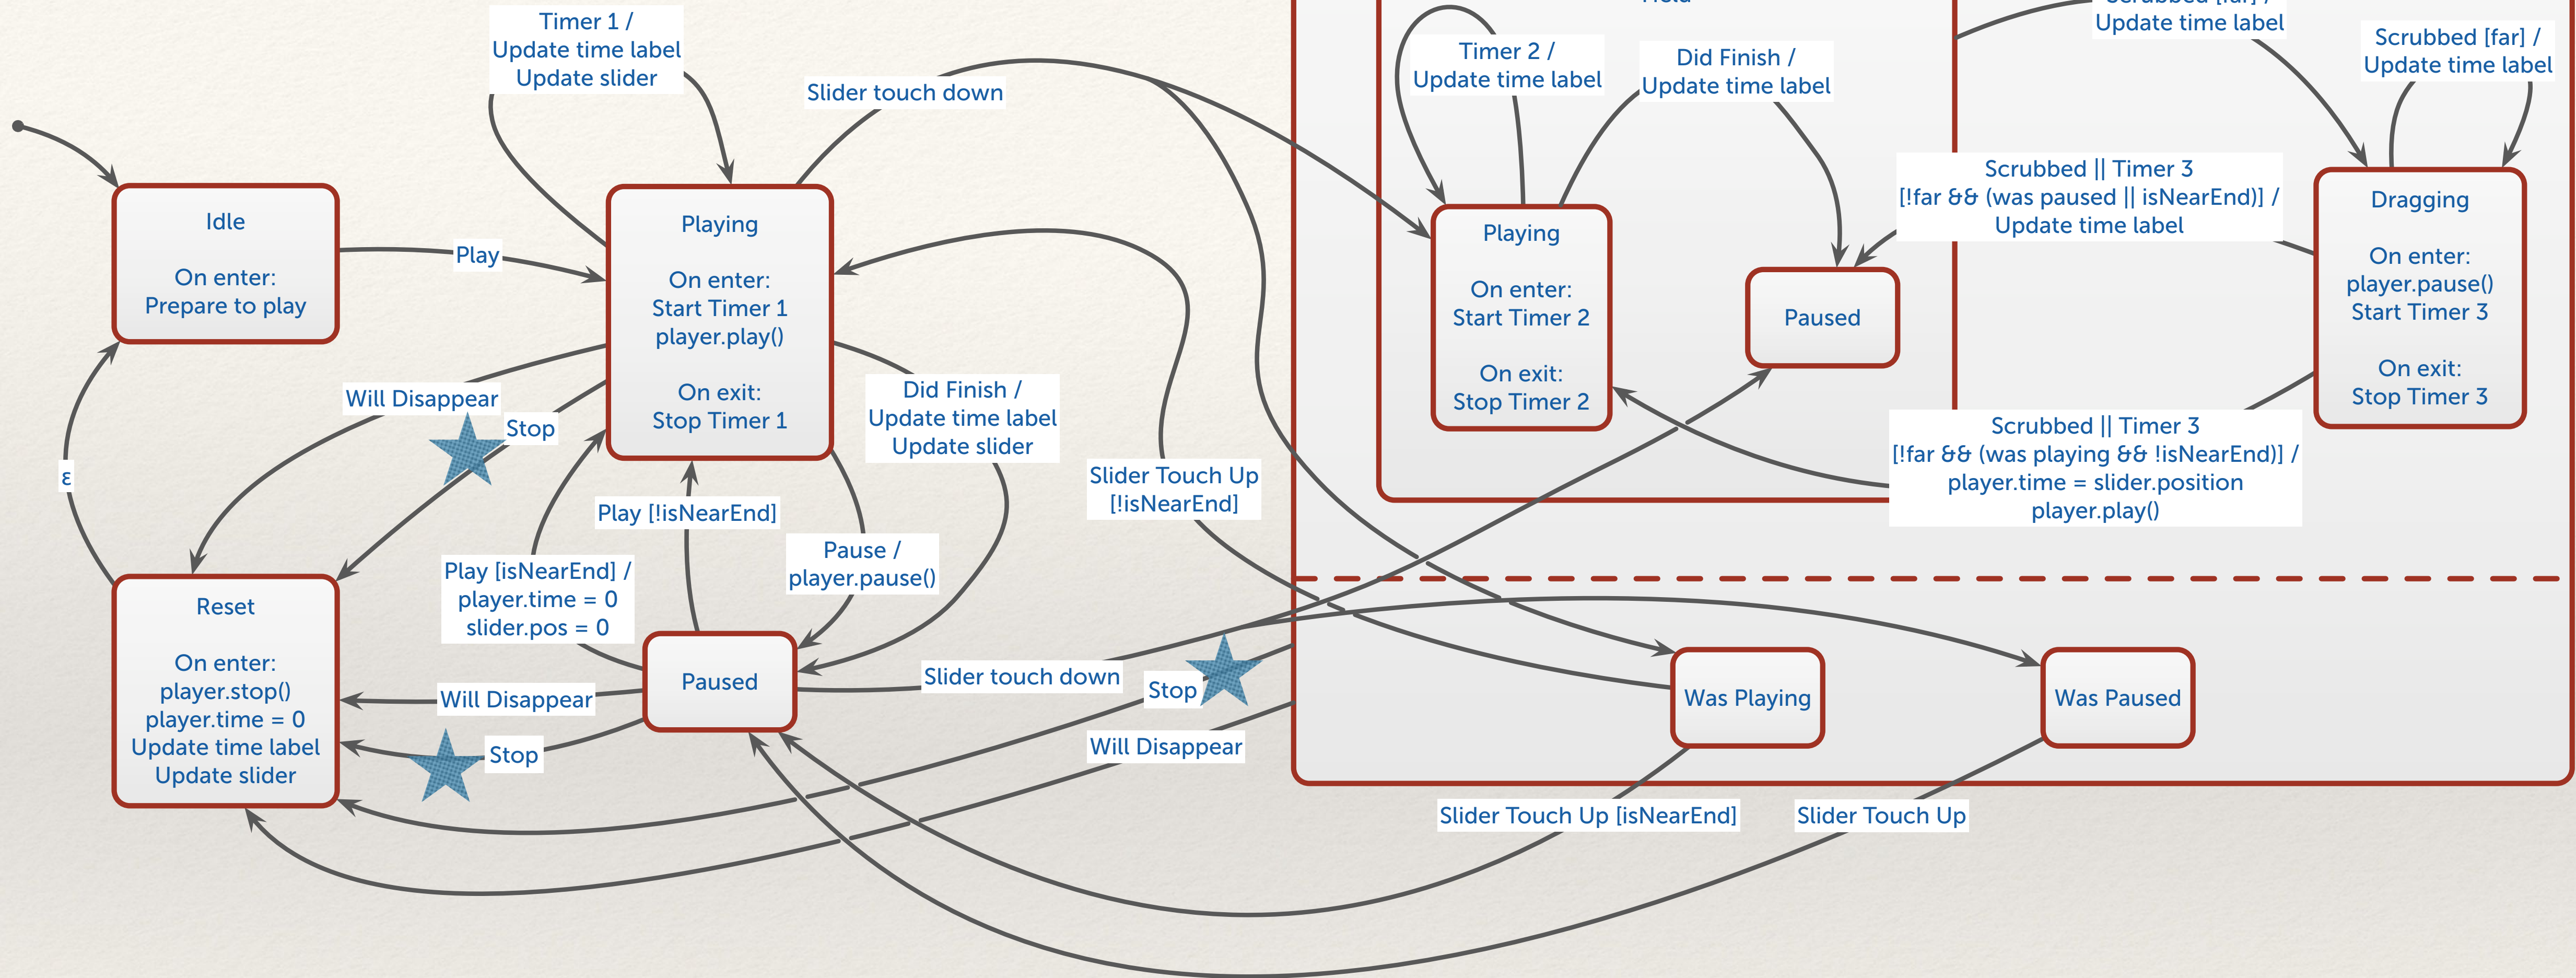 Timer 1 /
Update time label
Update slider
Slider touch down
Held
Timer 2 /
Update time label
Did Finish /
Update time label
Scrubbed [far] /
Update time label
Scrubbed [far] /
Update time label
Idle
On enter:
Prepare to play
Play
Playing
On enter:
Start Timer 1
player.play()
On exit:
Stop Timer 1
Playing
On enter:
Start Timer 2
On exit:
Stop Timer 2
Paused
Scrubbed || Timer 3
[!far && (was paused || isNearEnd)] /
Update time label
Dragging
On enter:
player.pause()
Start Timer 3
On exit:
Stop Timer 3
Will Disappear
Stop
Did Finish /
Update time label
Update slider
ε
Play [!isNearEnd]
Slider Touch Up
[!isNearEnd]
Scrubbed || Timer 3
[!far && (was playing && !isNearEnd)] /
player.time = slider.position
player.play()
Play [isNearEnd] /
player.time = 0
slider.pos = 0
Pause /
player.pause()
Reset
On enter:
player.stop()
player.time = 0
Update time label
Update slider
Will Disappear
Stop
Paused
Slider touch down
Stop
Will Disappear
Was Playing
Was Paused
Slider Touch Up [isNearEnd]
Slider Touch Up